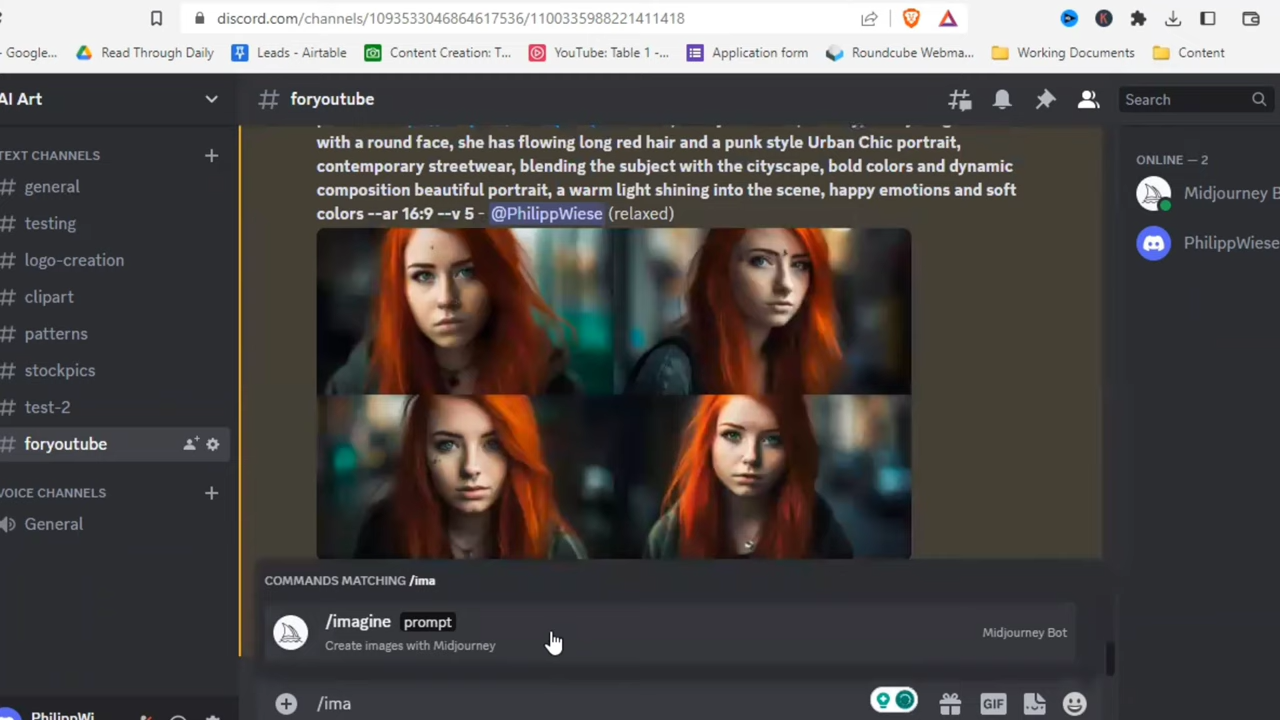 discord.com/channels/1093533046864617536/1100335988221411418
- Google...
Read Through Daily
Leads - Airtable
Content Creation: T...
YouTube: Table 1 -...
Application form
Roundcube Webma...
Working Documents
Content
AI Art
# foryoutube
Search
TEXT CHANNELS
# general
# testing
# logo-creation
# clipart
# patterns
# stockpics
# test-2
# foryoutube
VOICE CHANNELS
General
with a round face, she has flowing long red hair and a punk style Urban Chic portrait,
contemporary streetwear, blending the subject with the cityscape, bold colors and dynamic
composition beautiful portrait, a warm light shining into the scene, happy emotions and soft
colors --ar 16:9 --v 5 - @PhilippWiese (relaxed)
COMMANDS MATCHING /ima
/imagine prompt
Create images with Midjourney
Midjourney Bot
/ima
GIF
ONLINE — 2
Midjourney B
PhilippWiese
PhilippWi